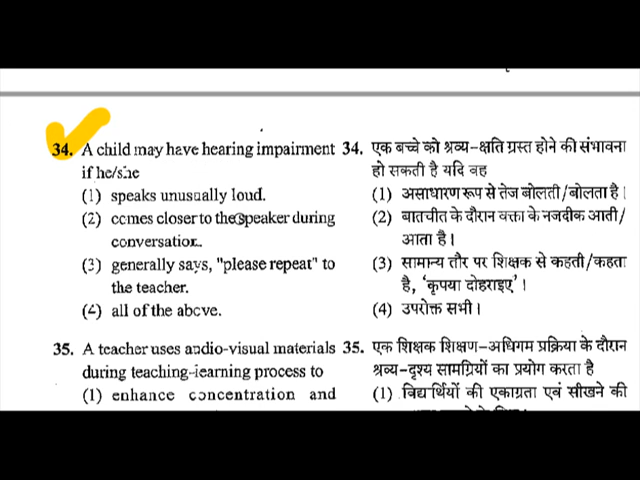 34. A child may have hearing impairment
if he/she
(1) speaks unusually loud.
(2) comes closer to the speaker during
conversation.
(3) generally says, "please repeat" to
the teacher.
(4) all of the above.
35. A teacher uses audio-visual materials
during teaching-learning process to
(1) enhance concentration and
34. एक बच्चे को श्रव्य-क्षति ग्रस्त होने की संभावना
हो सकती है यदि वह
(1) असाधारण रूप से तेज बोलती/बोलता है।
(2) बातचीत के दौरान वक्ता के नजदीक आती/
आता है।
(3) सामान्य तौर पर शिक्षक से कहती/कहता
है, ‘कृपया दोहराइए’।
(4) उपरोक्त सभी।
35. एक शिक्षक शिक्षण-अधिगम प्रक्रिया के दौरान
श्रव्य-दृश्य सामग्रियों का प्रयोग करता है
(1) विद्यर्थियों की एकाग्रता एवं सीखने की